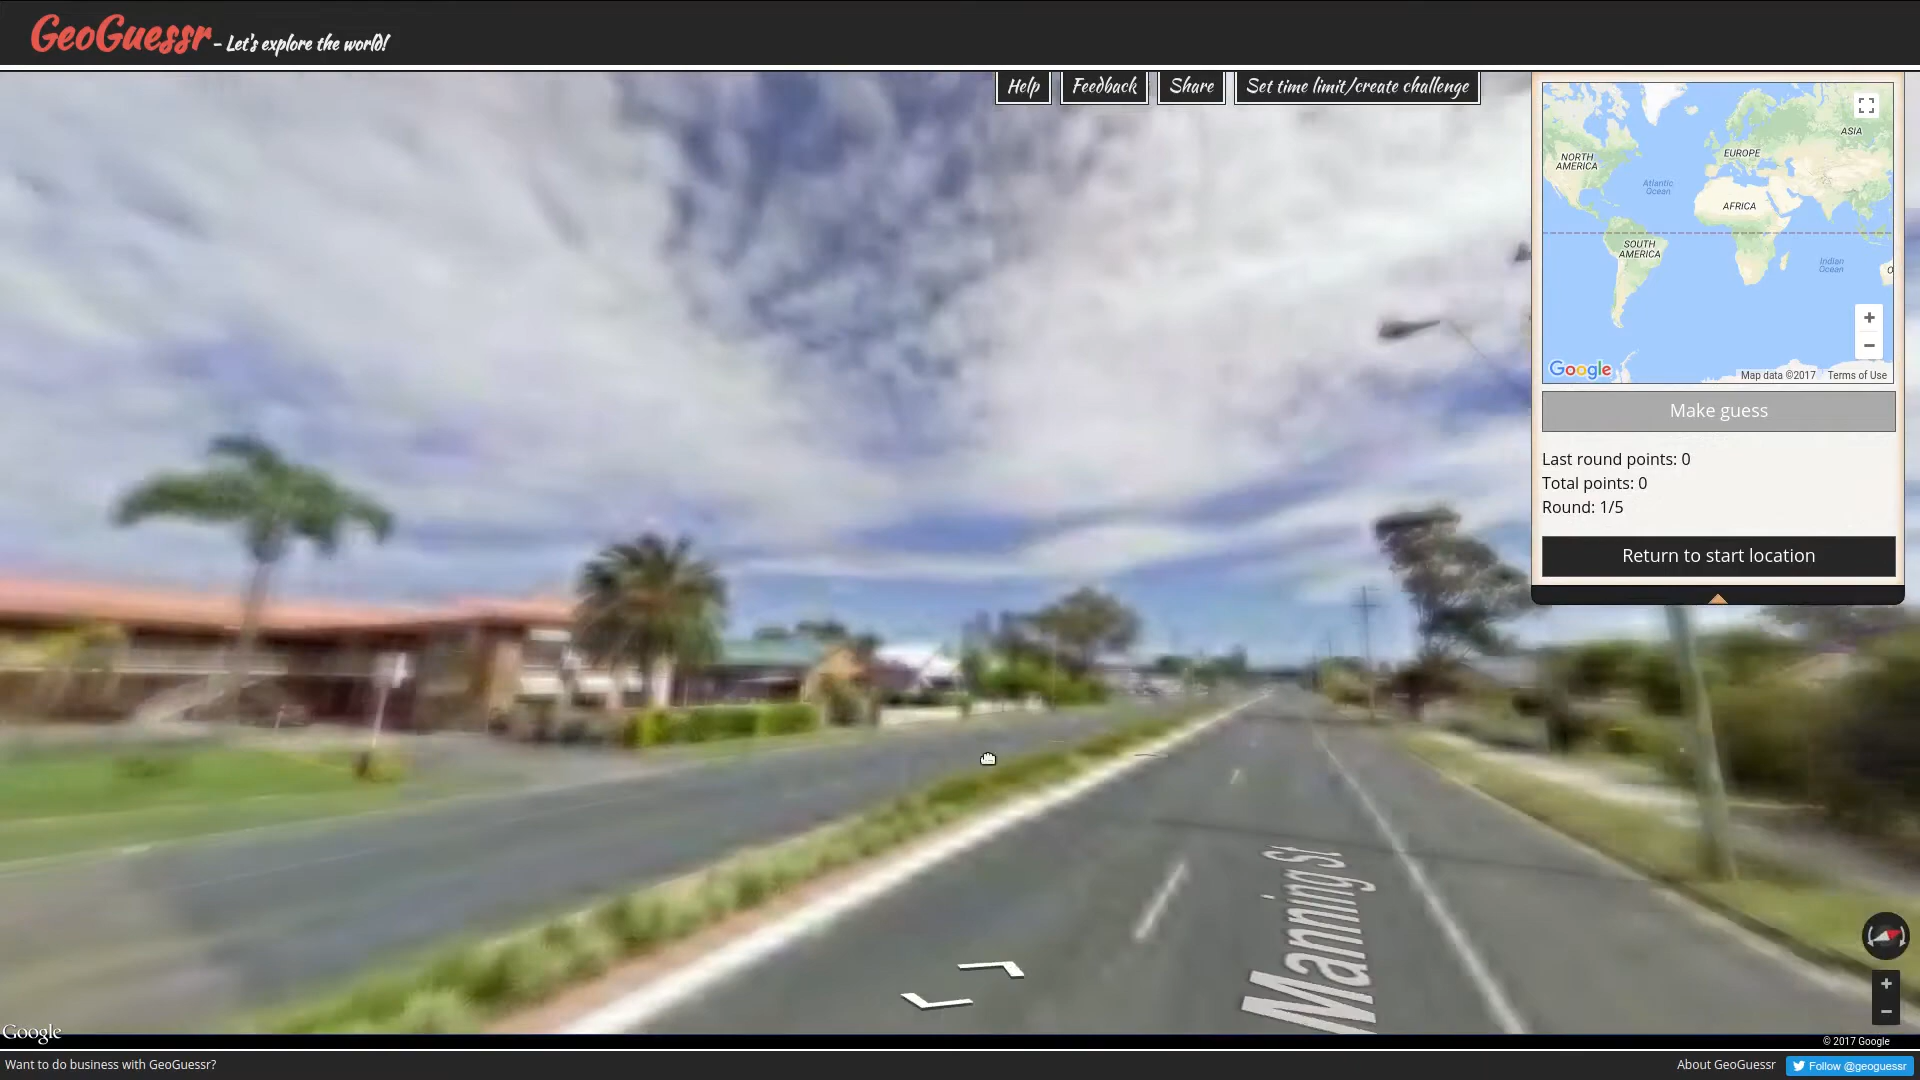 GeoGuessr - Let's explore the world!
Help
Feedback
Share
Set time limit/create challenge
NORTH
AMERICA
EUROPE
ASIA
Atlantic
Ocean
AFRICA
SOUTH
AMERICA
Indian
Ocean
O
+
−
Google
Map data ©2017
Terms of Use
Make guess
Last round points: 0
Total points: 0
Round: 1/5
Return to start location
Manning St
+
−
Google
© 2017 Google
Want to do business with GeoGuessr?
About GeoGuessr
Follow @geoguessr